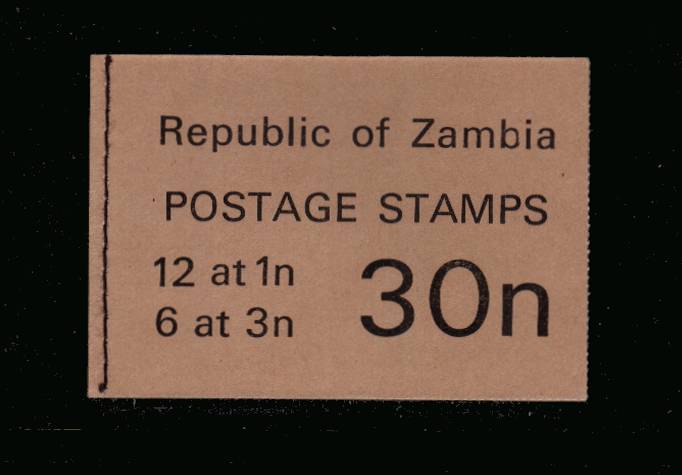 Republic of Zambia
POSTAGE STAMPS
12 at 1n
6 at 3n
30n